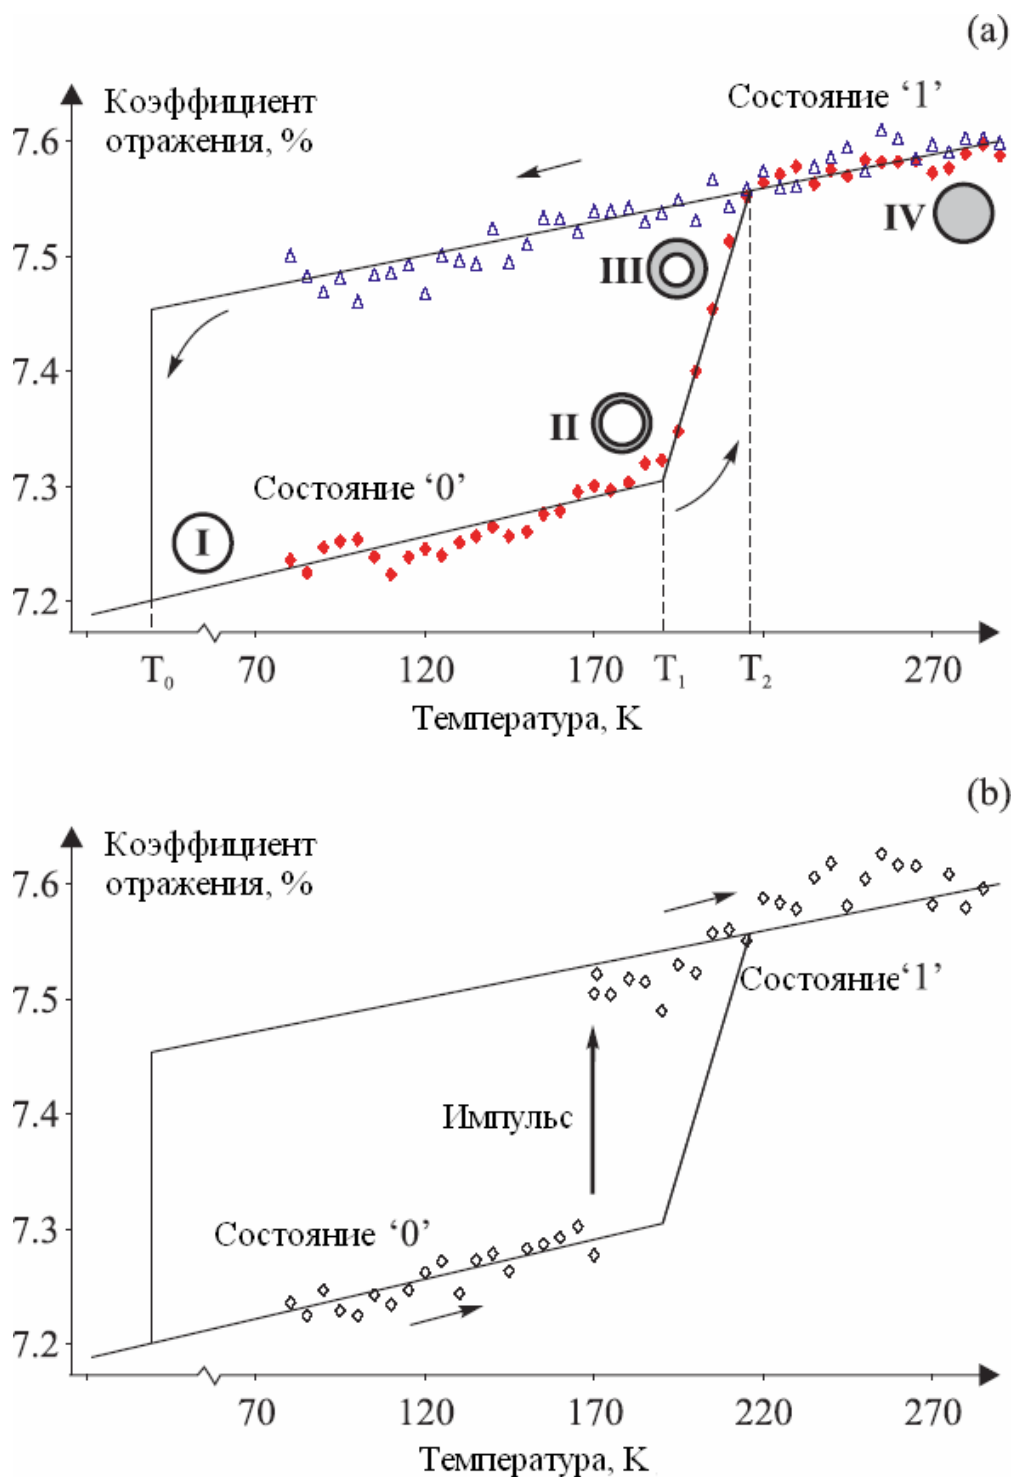 (a)
Коэффициент
отражения, %
Состояние ‘1’
7.6
IV
7.5
III
7.4
II
7.3
Состояние ‘0’
I
7.2
70 120 170 220 270
T₀ T₁ T₂
Температура, К
(b)
Коэффициент
отражения, %
7.6
Состояние‘1’
7.5
7.4
Импульс
7.3
Состояние ‘0’
7.2
70 120 170 220 270
Температура, К